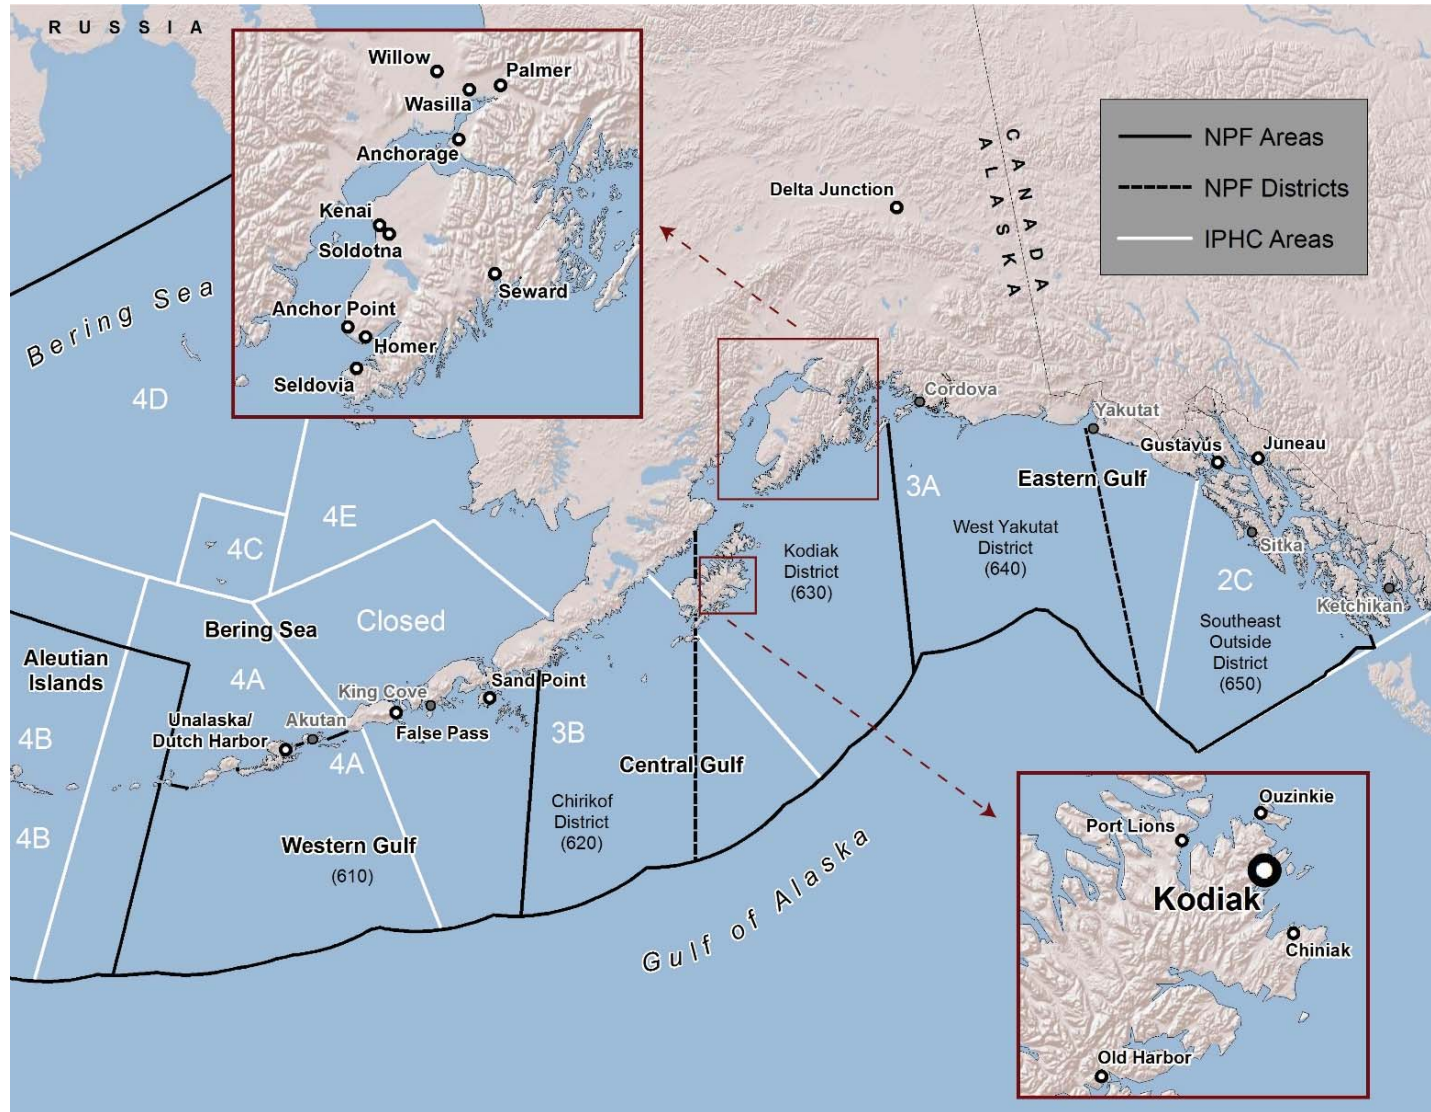 RUSSIA
Willow
Palmer
Wasilla
Anchorage
Kenai
Soldotna
Seward
Anchor Point
Homer
Seldovia
CANADA
ALASKA
NPF Areas
NPF Districts
IPHC Areas
Delta Junction
Bering Sea
4D
4E
4C
Cordova
Yakutat
Gustavus
Juneau
3A
Eastern Gulf
West Yakutat
District
(640)
Kodiak
District
(630)
Sitka
2C
Ketchikan
Southeast
Outside
District
(650)
Closed
Bering Sea
Aleutian
Islands
4A
4B
King Cove
Sand Point
Unalaska/
Dutch Harbor
Akutan
False Pass
4A
3B
Central Gulf
Chirikof
District
(620)
4B
Western Gulf
(610)
Gulf of Alaska
Ouzinkie
Port Lions
Kodiak
Chiniak
Old Harbor